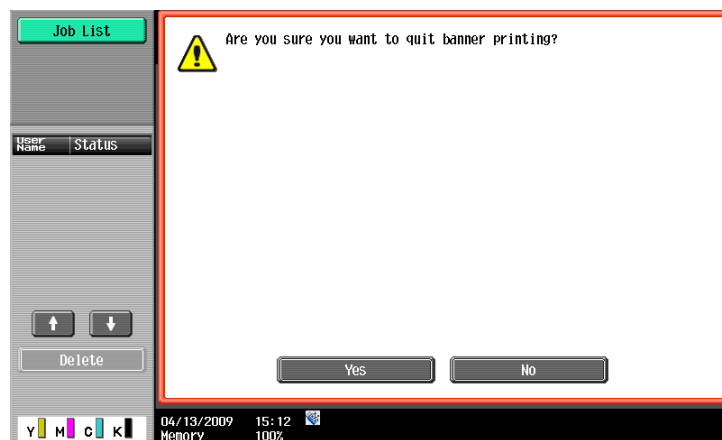 Job List
Are you sure you want to quit banner printing?
User Name Status
Delete
Yes No
Y M C K
04/13/2009 15:12
Memory 100%